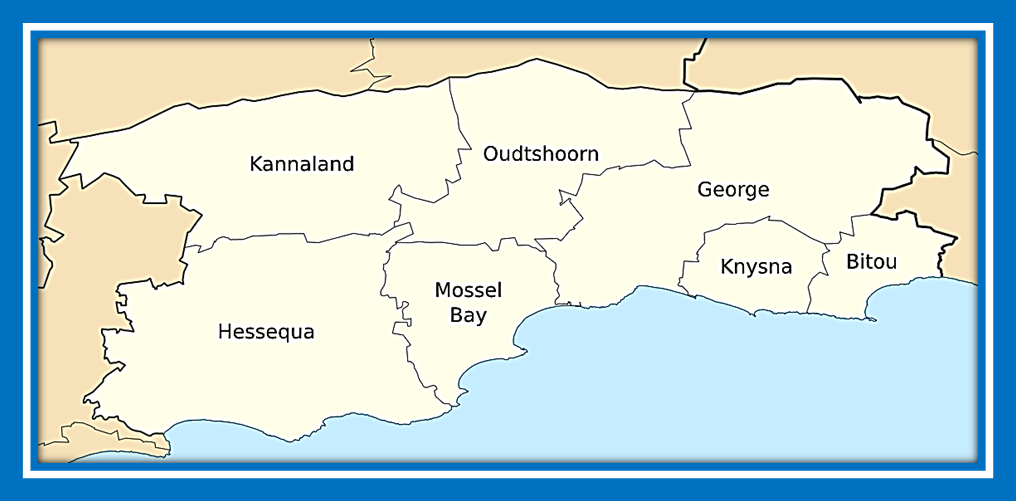 Kannaland
Oudtshoorn
George
Knysna
Bitou
Mossel
Bay
Hessequa